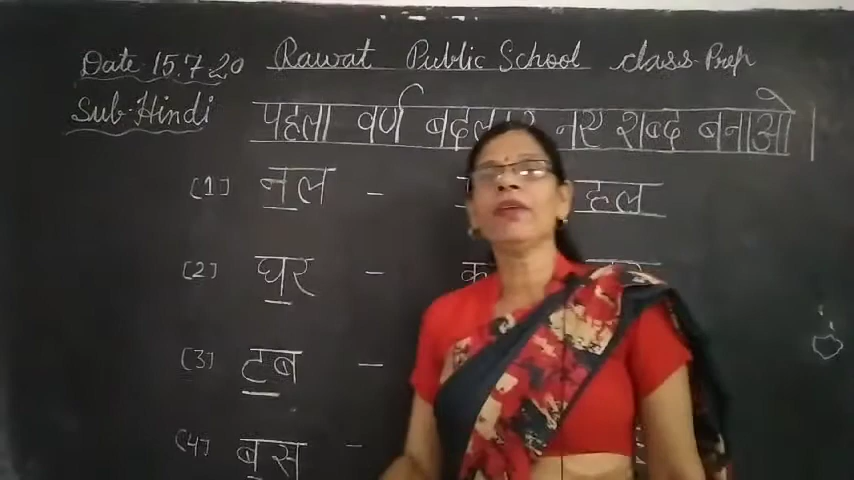 Date 15.7.20 Rawat Public School class-Prep
Sub-Hindi पहला वर्ण बदल नए शब्द बनाओ
(1) नल - हल
(2) घर - क
(3) टब -
(4) बस -